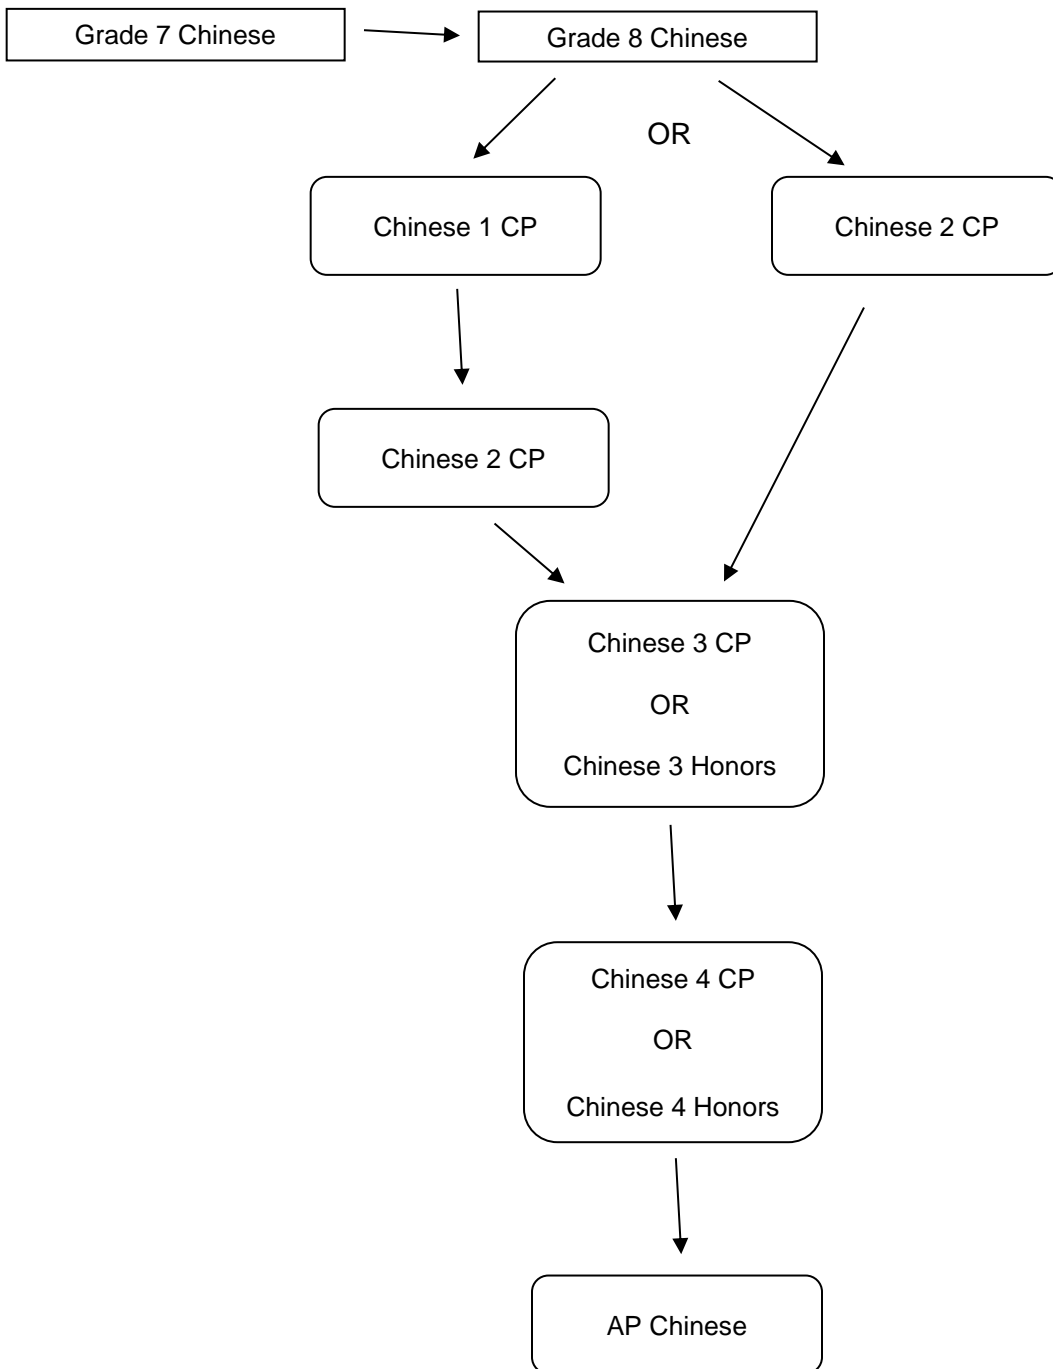 Grade 7 Chinese
Grade 8 Chinese
OR
Chinese 1 CP
Chinese 2 CP
Chinese 2 CP
Chinese 3 CP
OR
Chinese 3 Honors
Chinese 4 CP
OR
Chinese 4 Honors
AP Chinese